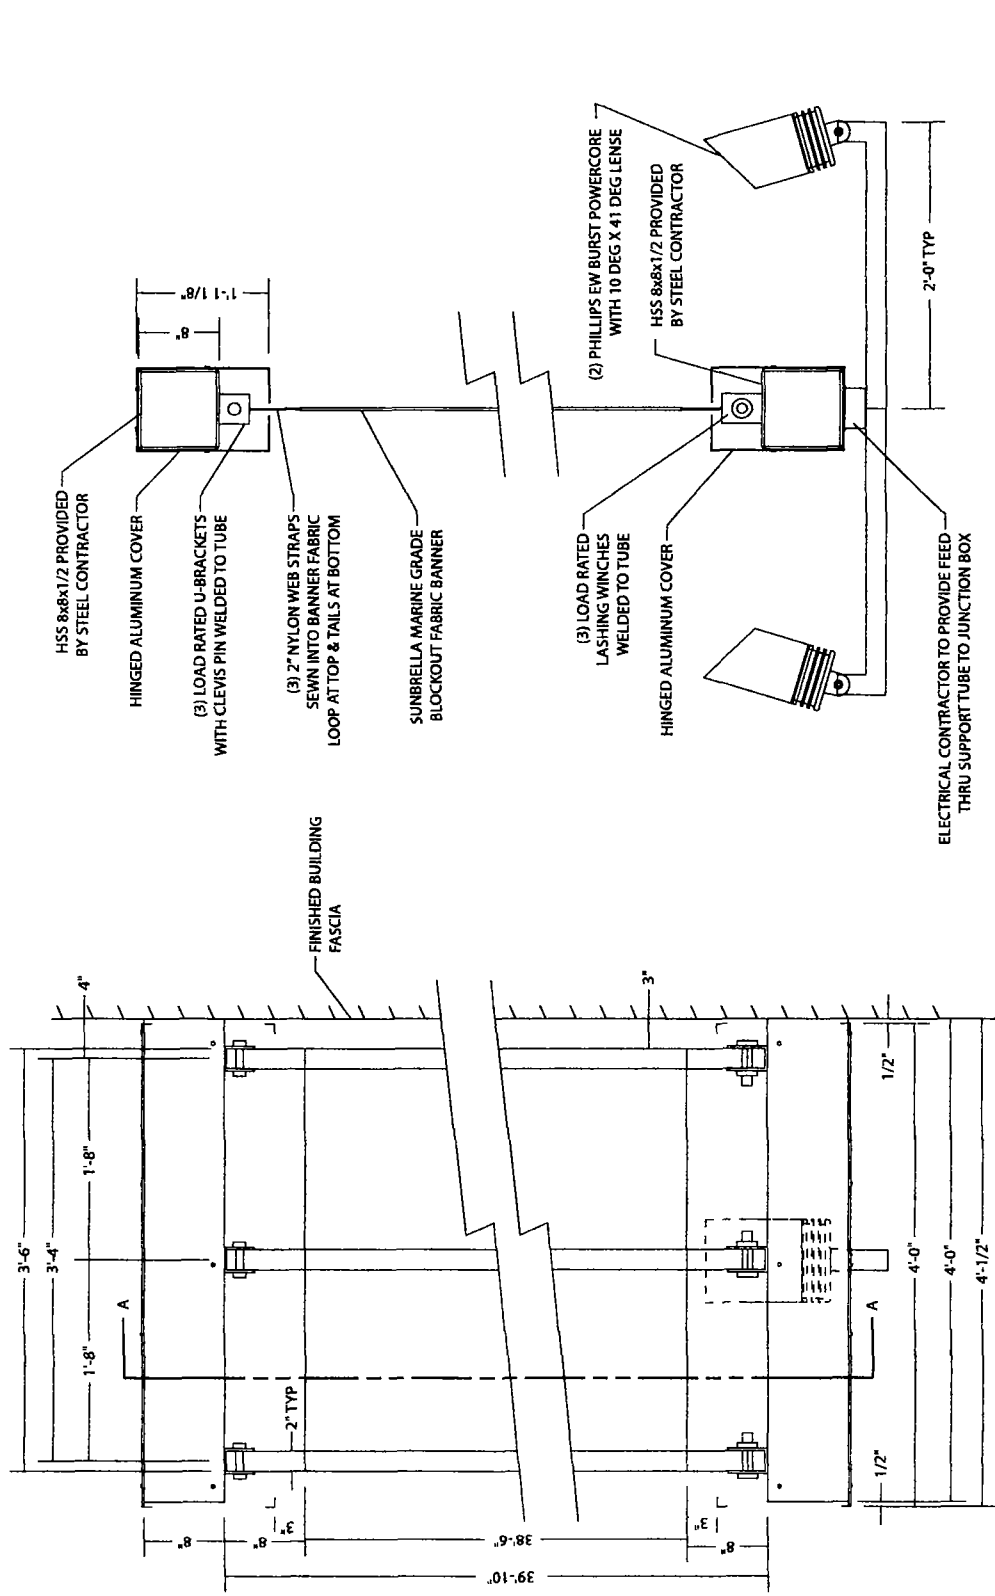 3'-6"
3'-4"
1'-8"
1'-8"
4"
A
A
2" TYP
3"
FINISHED BUILDING
FASCIA
8"
8"
3"
38'-6"
39'-10"
3"
8"
1/2"
1/2"
4'-0"
4'-0"
4'-1/2"
HSS 8x8x1/2 PROVIDED
BY STEEL CONTRACTOR
HINGED ALUMINUM COVER
(3) LOAD RATED U-BRACKETS
WITH CLEVIS PIN WELDED TO TUBE
(3) 2" NYLON WEB STRAPS
SEWN INTO BANNER FABRIC
LOOP AT TOP & TAILS AT BOTTOM
SUNBRELLA MARINE GRADE
BLOCKOUT FABRIC BANNER
8"
1'-1 1/8"
(3) LOAD RATED
LASHING WINCHES
WELDED TO TUBE
HINGED ALUMINUM COVER
(2) PHILLIPS EW BURST POWERCORE
WITH 10 DEG X 41 DEG LENSE
HSS 8x8x1/2 PROVIDED
BY STEEL CONTRACTOR
2'-0" TYP
ELECTRICAL CONTRACTOR TO PROVIDE FEED
THRU SUPPORT TUBE TO JUNCTION BOX